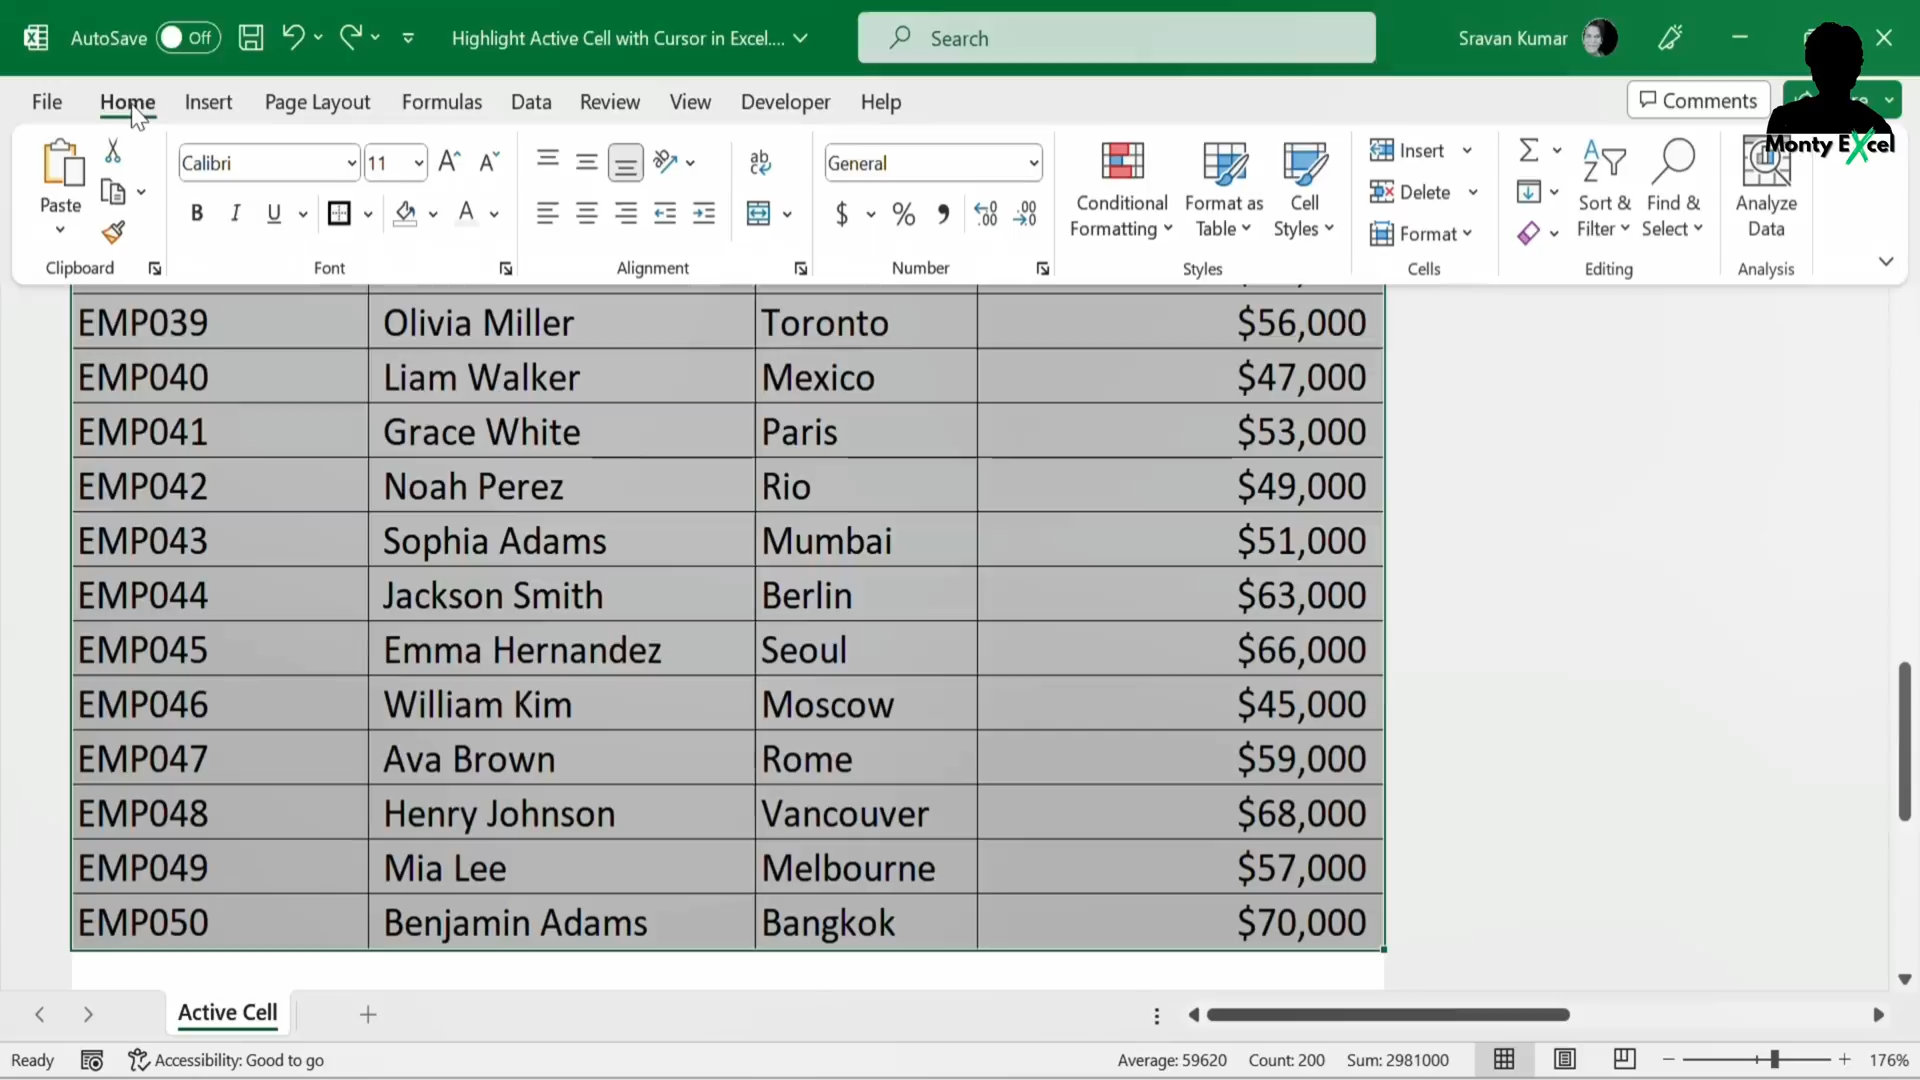 AutoSave Off Highlight Active Cell with Cursor in Excel.... Search Sravan Kumar
File Home Insert Page Layout Formulas Data Review View Developer Help Comments
Monty Excel
Paste
Calibri 11
B I U A
ab
General
$ % , .00 .00
Conditional Formatting
Format as Table
Cell Styles
Insert
Delete
Format
Sort & Filter
Find & Select
Analyze Data
Clipboard Font Alignment Number Styles Cells Editing Analysis
EMP039 Olivia Miller Toronto $56,000
EMP040 Liam Walker Mexico $47,000
EMP041 Grace White Paris $53,000
EMP042 Noah Perez Rio $49,000
EMP043 Sophia Adams Mumbai $51,000
EMP044 Jackson Smith Berlin $63,000
EMP045 Emma Hernandez Seoul $66,000
EMP046 William Kim Moscow $45,000
EMP047 Ava Brown Rome $59,000
EMP048 Henry Johnson Vancouver $68,000
EMP049 Mia Lee Melbourne $57,000
EMP050 Benjamin Adams Bangkok $70,000
Active Cell
Ready Accessibility: Good to go Average: 59620 Count: 200 Sum: 2981000 176%